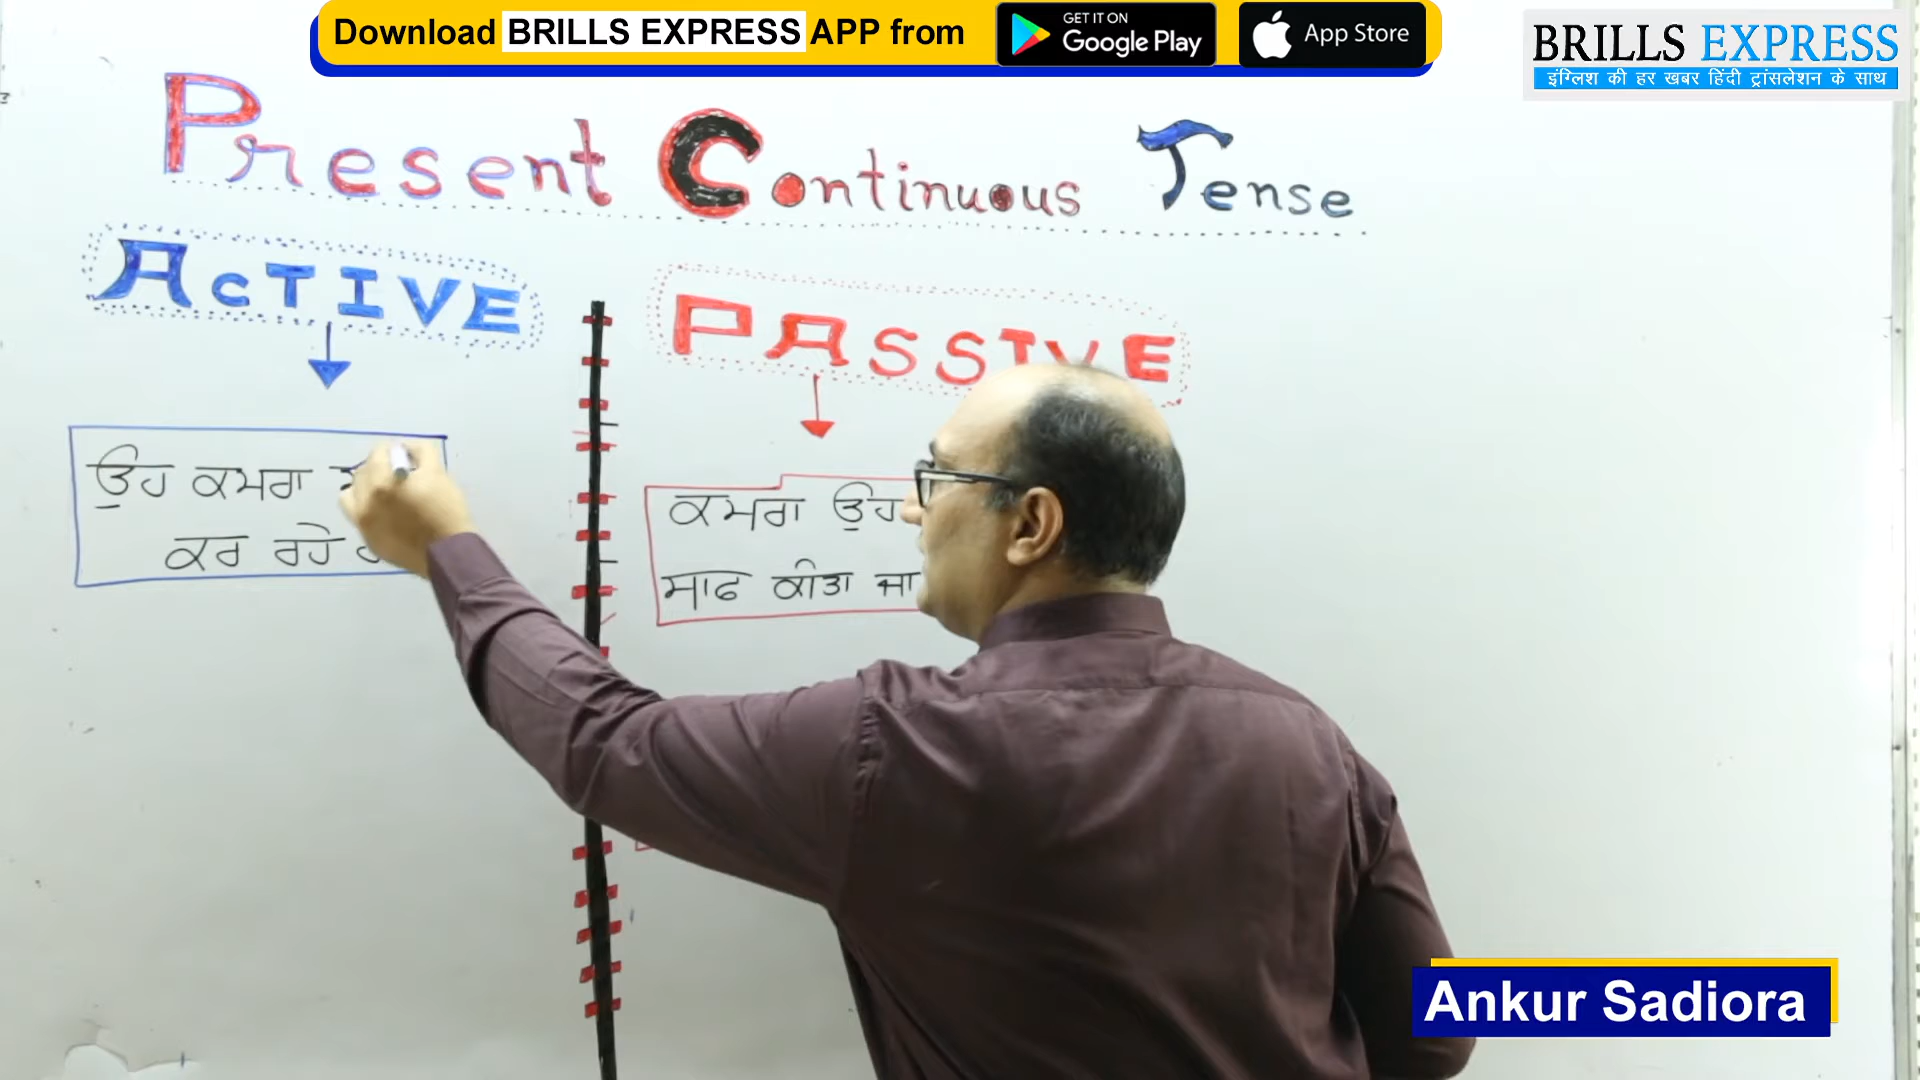 Download BRILLS EXPRESS APP from
GET IT ON
Google Play
App Store
BRILLS EXPRESS
इंग्लिश की हर खबर हिंदी ट्रांसलेशन के साथ
Present Continuous Tense
ACTIVE
PASSIVE
ਉਹ ਕਮਰਾ
ਕਰ ਰਹੇ
ਕਮਰਾ
ਸਾਫ ਕੀਤਾ ਜਾ
Ankur Sadiora